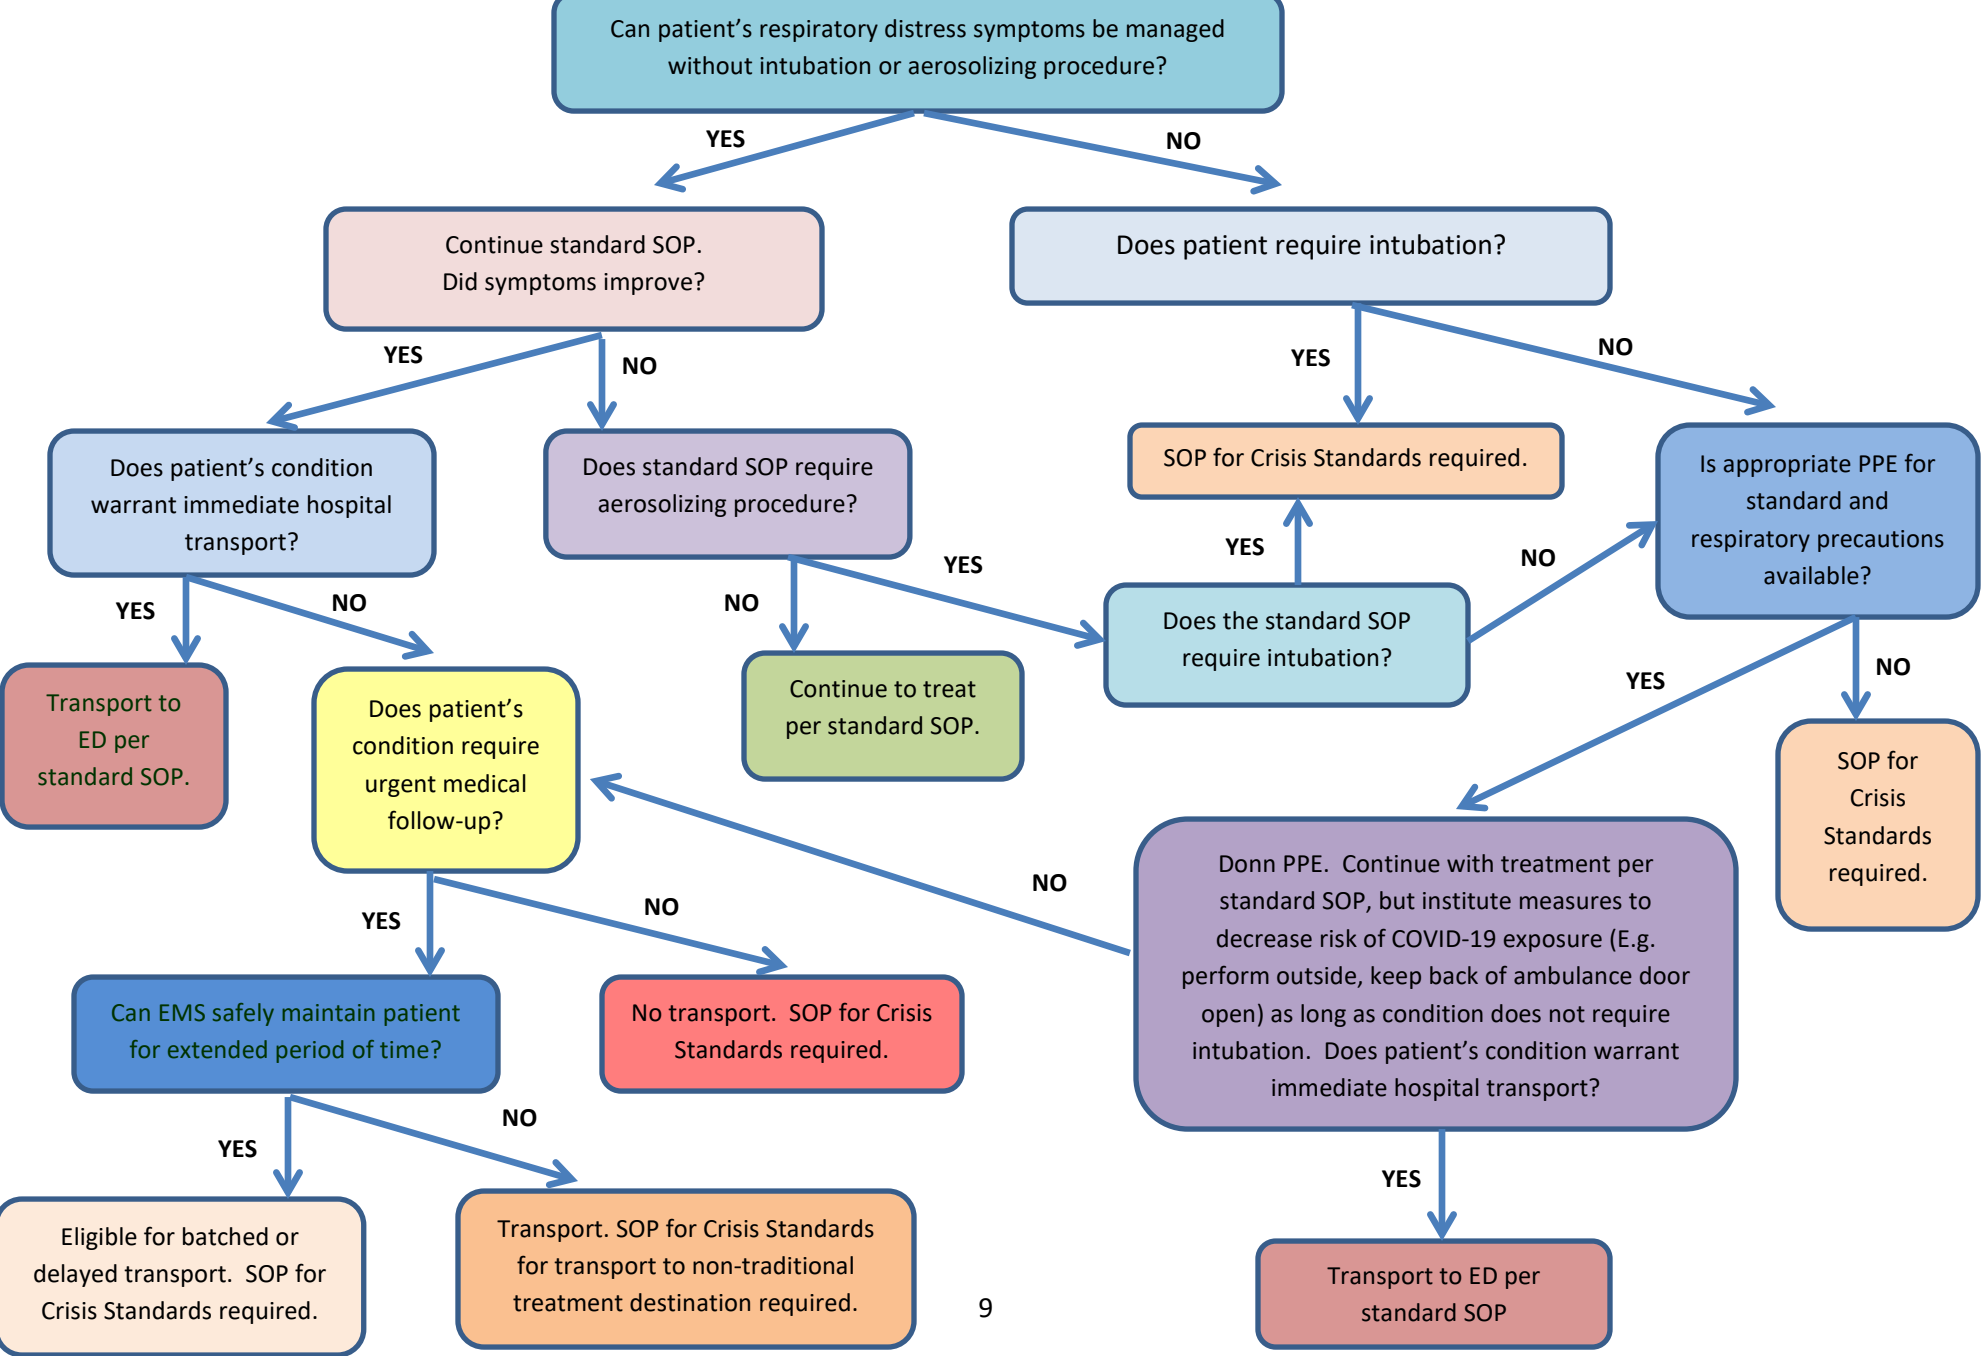 Can patient’s respiratory distress symptoms be managed
without intubation or aerosolizing procedure?
YES
NO
Continue standard SOP.
Did symptoms improve?
Does patient require intubation?
YES
NO
YES
NO
Does patient’s condition
warrant immediate hospital
transport?
Does standard SOP require
aerosolizing procedure?
SOP for Crisis Standards required.
Is appropriate PPE for
standard and
respiratory precautions
available?
YES
NO
NO
YES
YES
NO
Does the standard SOP
require intubation?
Transport to
ED per
standard SOP.
Does patient’s
condition require
urgent medical
follow-up?
Continue to treat
per standard SOP.
YES
NO
SOP for
Crisis
Standards
required.
NO
Donn PPE.  Continue with treatment per
standard SOP, but institute measures to
decrease risk of COVID-19 exposure (E.g.
perform outside, keep back of ambulance door
open) as long as condition does not require
intubation.  Does patient’s condition warrant
immediate hospital transport?
YES
NO
Can EMS safely maintain patient
for extended period of time?
No transport.  SOP for Crisis
Standards required.
YES
NO
YES
Eligible for batched or
delayed transport.  SOP for
Crisis Standards required.
Transport. SOP for Crisis Standards
for transport to non-traditional
treatment destination required.
Transport to ED per
standard SOP
9